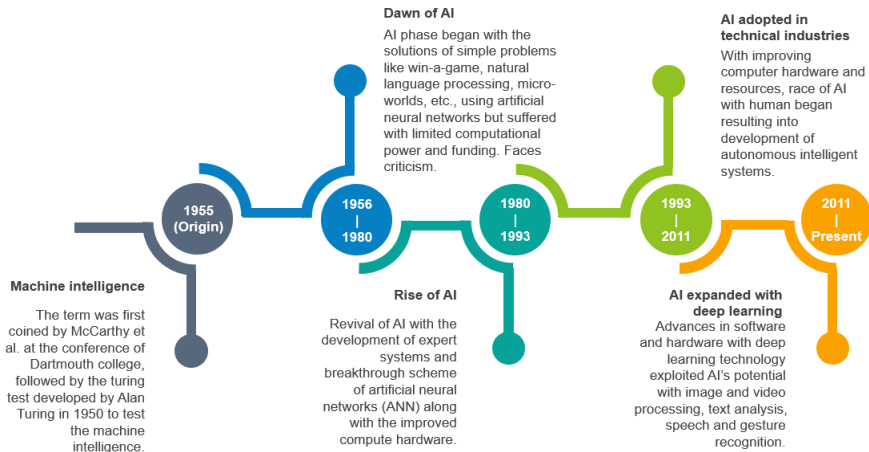 Dawn of AI
AI phase began with the
solutions of simple problems
like win-a-game, natural
language processing, micro-
worlds, etc., using artificial
neural networks but suffered
with limited computational
power and funding. Faces
criticism.
AI adopted in
technical industries
With improving
computer hardware and
resources, race of AI
with human began
resulting into
development of
autonomous intelligent
systems.
1955
(Origin)
1956
|
1980
1980
|
1993
1993
|
2011
2011
|
Present
Machine intelligence
The term was first
coined by McCarthy et
al. at the conference of
Dartmouth college,
followed by the turing
test developed by Alan
Turing in 1950 to test
the machine
intelligence.
Rise of AI
Revival of AI with the
development of expert
systems and
breakthrough scheme
of artificial neural
networks (ANN) along
with the improved
compute hardware.
AI expanded with
deep learning
Advances in software
and hardware with deep
learning technology
exploited AI's potential
with image and video
processing, text analysis,
speech and gesture
recognition.